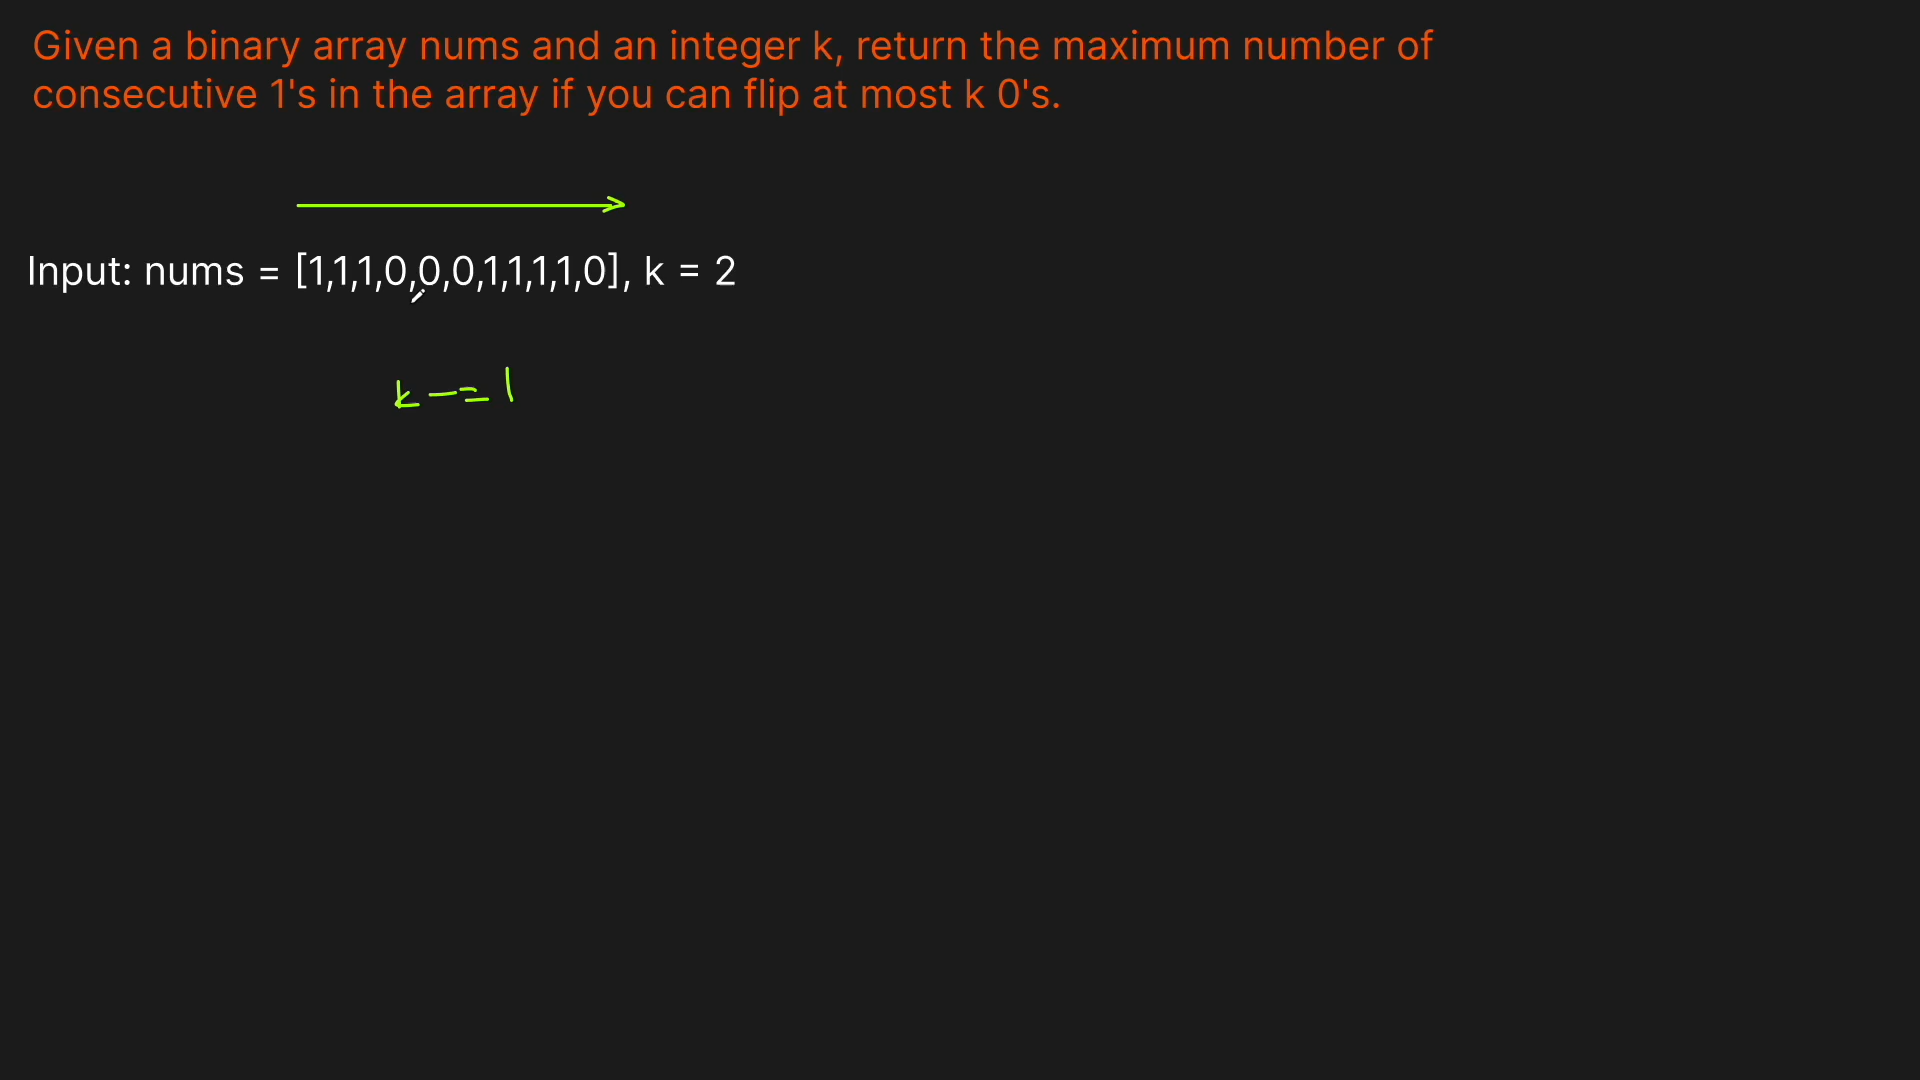 Given a binary array nums and an integer k, return the maximum number of
consecutive 1's in the array if you can flip at most k 0's.
Input: nums = [1,1,1,0,0,0,1,1,1,1,0], k = 2
k -= 1